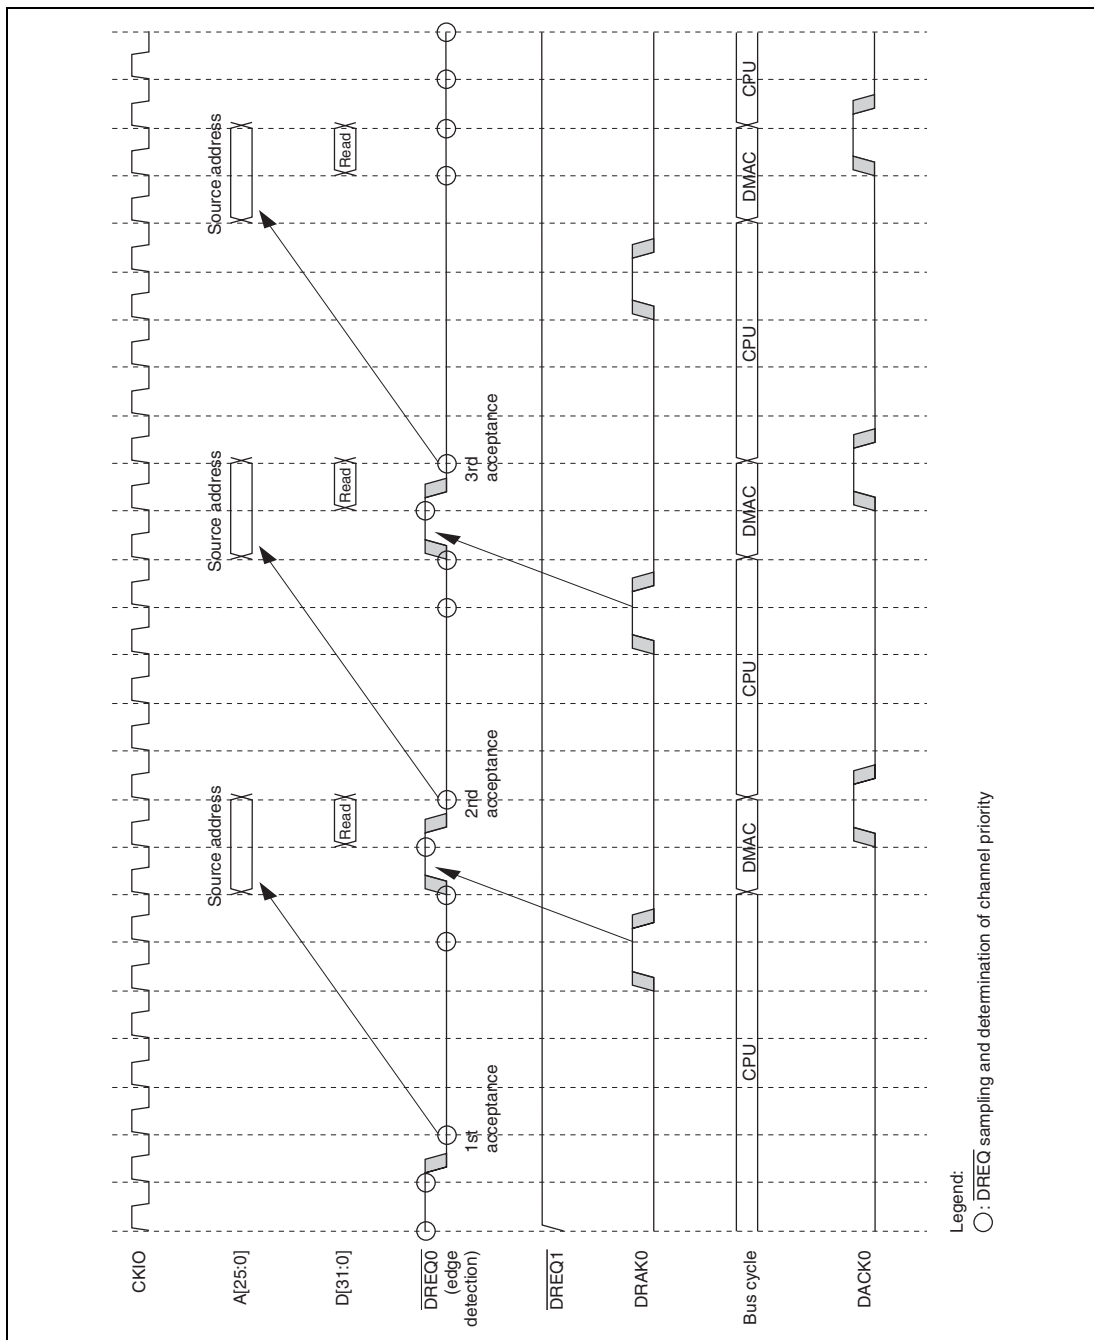 CKIO
A[25:0]
Source address
Source address
Source address
D[31:0]
Read
Read
Read
DREQ0
(edge
detection)
1st
acceptance
2nd
acceptance
3rd
acceptance
DREQ1
DRAK0
Bus cycle
CPU
DMAC
CPU
DMAC
CPU
DMAC
CPU
DACK0
Legend:
○: DREQ sampling and determination of channel priority